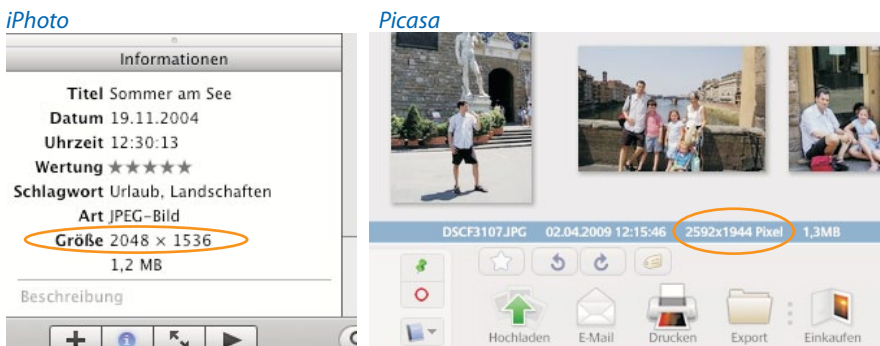 iPhoto
Informationen
Titel Sommer am See
Datum 19.11.2004
Uhrzeit 12:30:13
Wertung ★★★★★
Schlagwort Urlaub, Landschaften
Art JPEG-Bild
Größe 2048 × 1536
1,2 MB
Beschreibung
Picasa
DSCF3107.JPG 02.04.2009 12:15:46 2592x1944 Pixel 1,3MB
Hochladen E-Mail Drucken Export Einkaufen